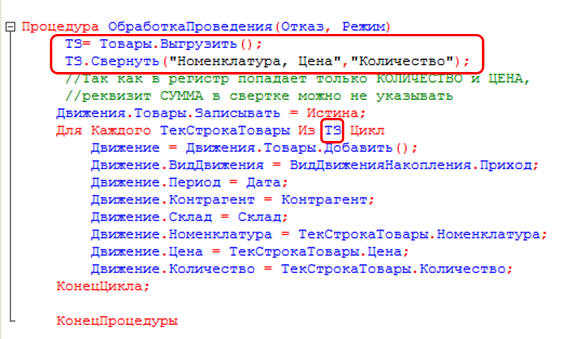 Процедура ОбработкаПроведения(Отказ, Режим)
ТЗ= Товары.Выгрузить();
ТЗ.Свернуть("Номенклатура, Цена","Количество");
//Так как в регистр попадает только КОЛИЧЕСТВО и ЦЕНА,
//реквизит СУММА в свертке можно не указывать
Движения.Товары.Записывать = Истина;
Для Каждого ТекСтрокаТовары Из ТЗ Цикл
Движение = Движения.Товары.Добавить();
Движение.ВидДвижения = ВидДвиженияНакопления.Приход;
Движение.Период = Дата;
Движение.Контрагент = Контрагент;
Движение.Склад = Склад;
Движение.Номенклатура = ТекСтрокаТовары.Номенклатура;
Движение.Цена = ТекСтрокаТовары.Цена;
Движение.Количество = ТекСтрокаТовары.Количество;
КонецЦикла;
КонецПроцедуры